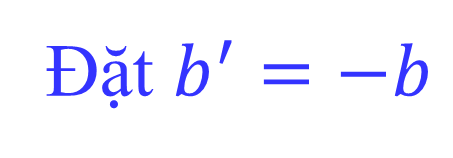 Đặt b′ = −b